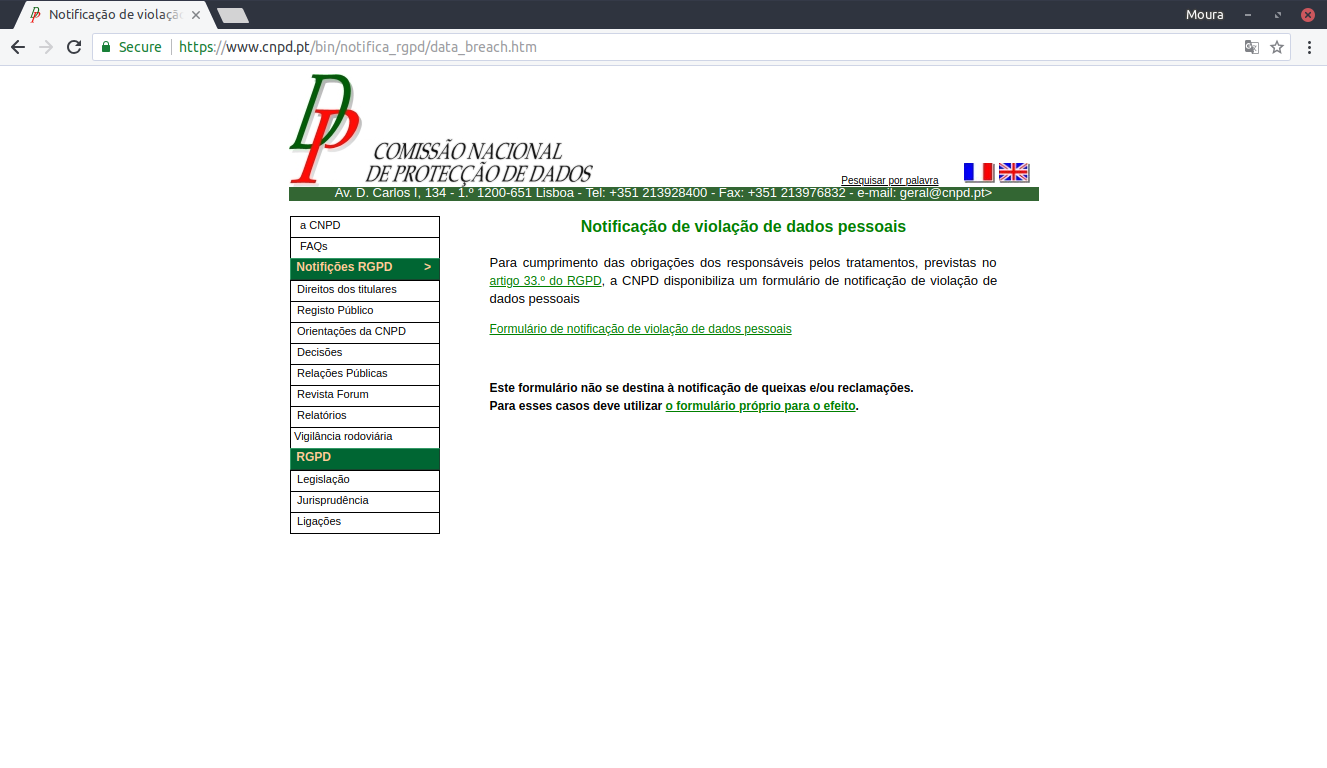 Notificação de violaçã
Moura
Secure
https://www.cnpd.pt/bin/notifica_rgpd/data_breach.htm
DP
COMISSÃO NACIONAL
DE PROTECÇÃO DE DADOS
Pesquisar por palavra
Av. D. Carlos I, 134 - 1.º 1200-651 Lisboa - Tel: +351 213928400 - Fax: +351 213976832 - e-mail: geral@cnpd.pt>
a CNPD
FAQs
Notifições RGPD >
Direitos dos titulares
Registo Público
Orientações da CNPD
Decisões
Relações Públicas
Revista Forum
Relatórios
Vigilância rodoviária
RGPD
Legislação
Jurisprudência
Ligações
Notificação de violação de dados pessoais
Para cumprimento das obrigações dos responsáveis pelos tratamentos, previstas no
artigo 33.º do RGPD, a CNPD disponibiliza um formulário de notificação de violação de
dados pessoais
Formulário de notificação de violação de dados pessoais
Este formulário não se destina à notificação de queixas e/ou reclamações.
Para esses casos deve utilizar o formulário próprio para o efeito.